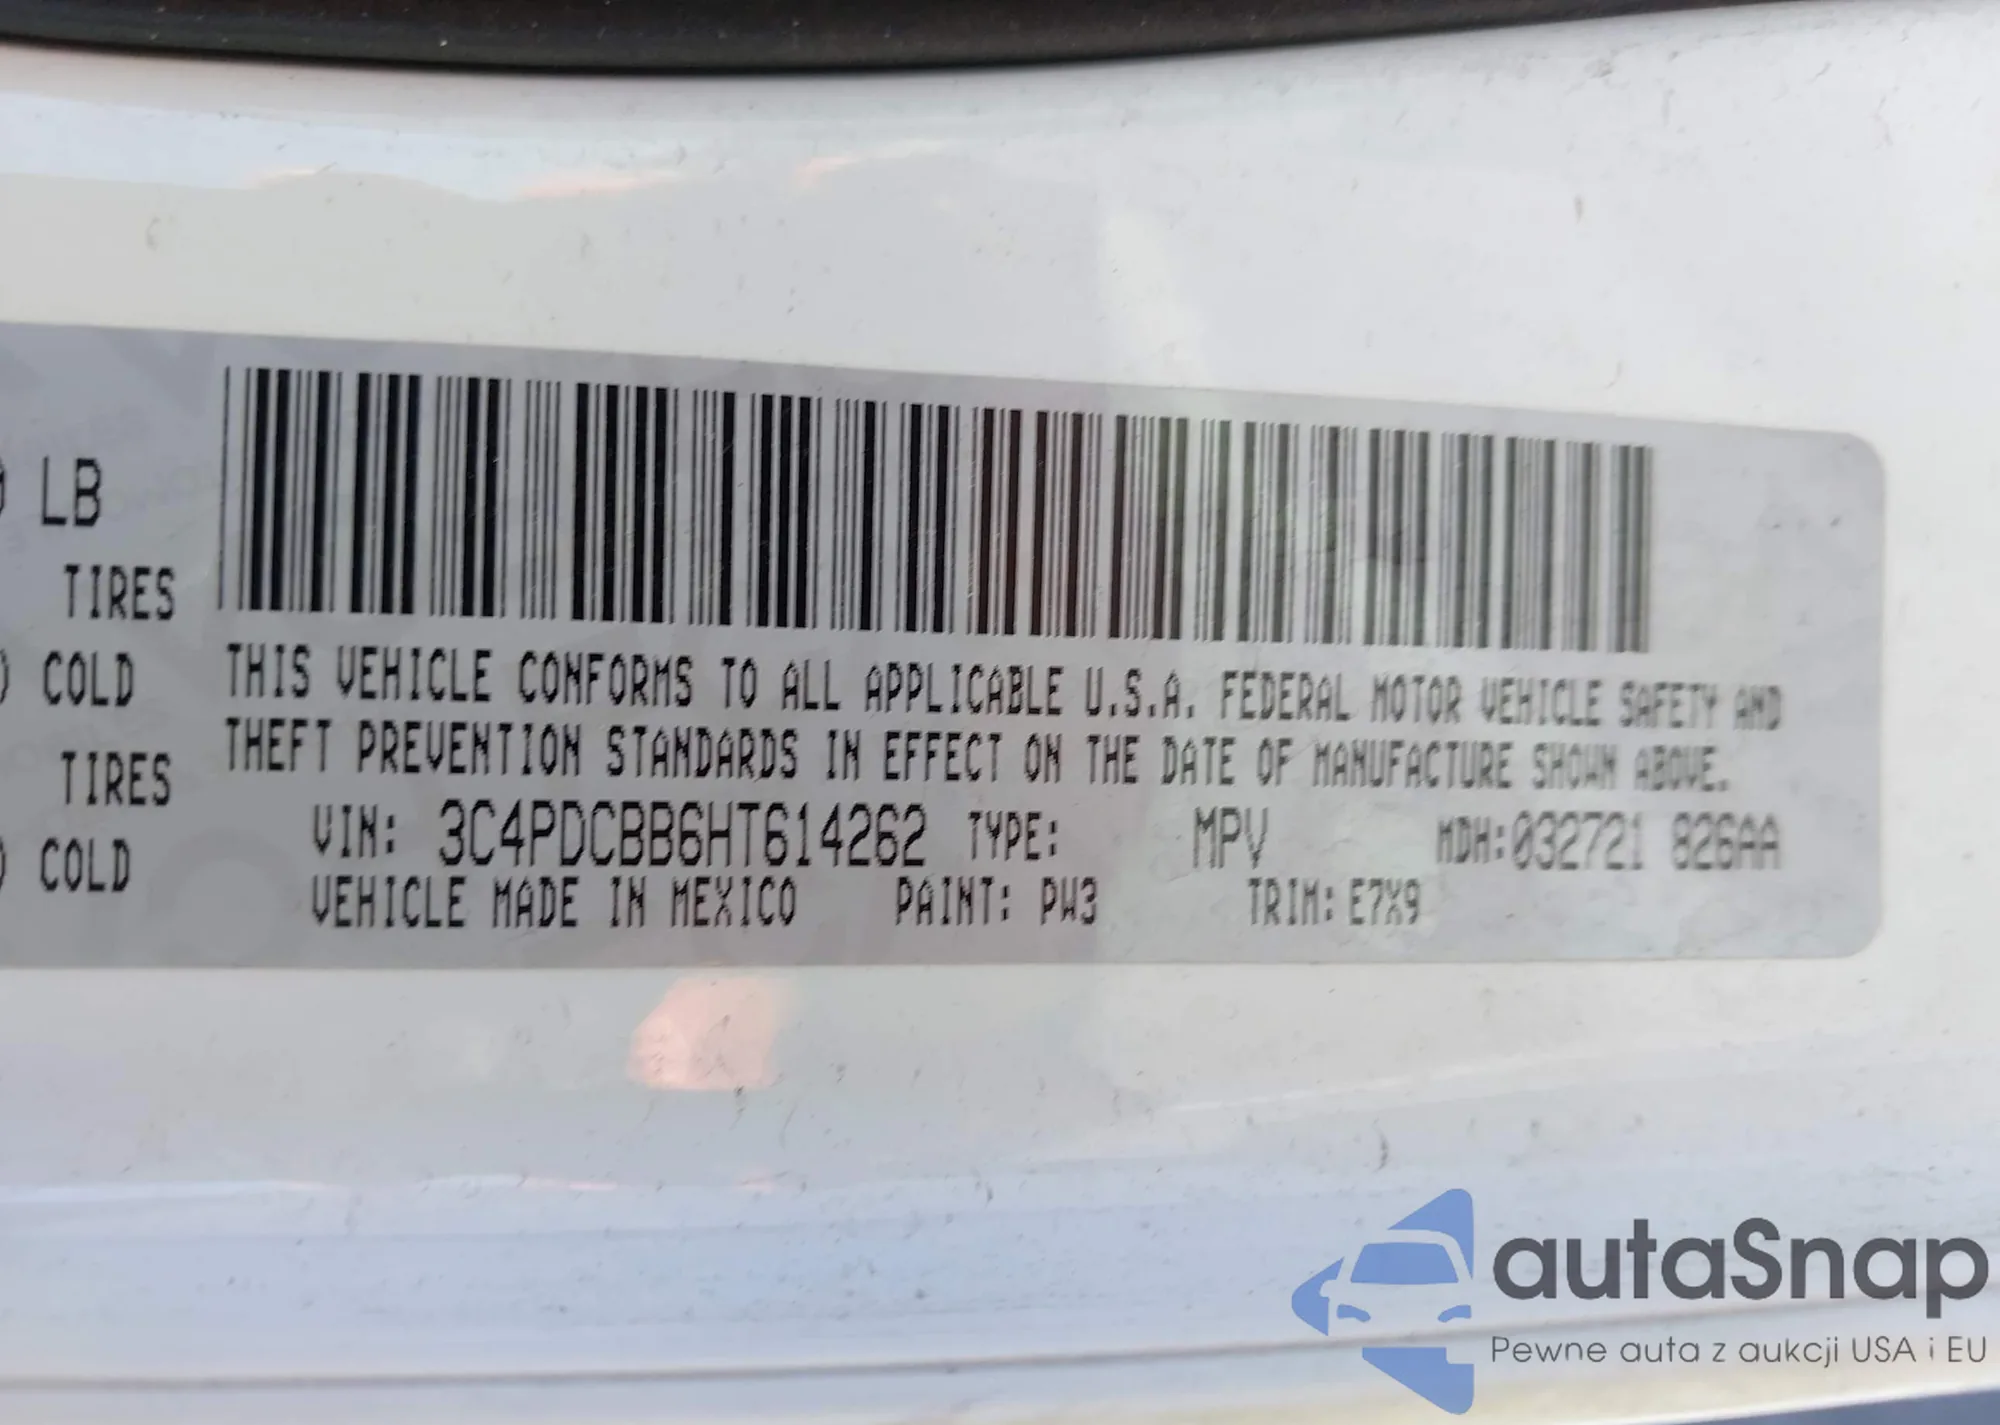 LB
TIRES
COLD
TIRES
COLD
THIS VEHICLE CONFORMS TO ALL APPLICABLE U.S.A. FEDERAL MOTOR VEHICLE SAFETY AND
THEFT PREVENTION STANDARDS IN EFFECT ON THE DATE OF MANUFACTURE SHOWN ABOVE.
VIN: 3C4PDCBB6HT614262 TYPE: MPV MDH:032721 826AA
VEHICLE MADE IN MEXICO PAINT: PW3 TRIM: E7X9
autaSnap
Pewne auta z aukcji USA i EU